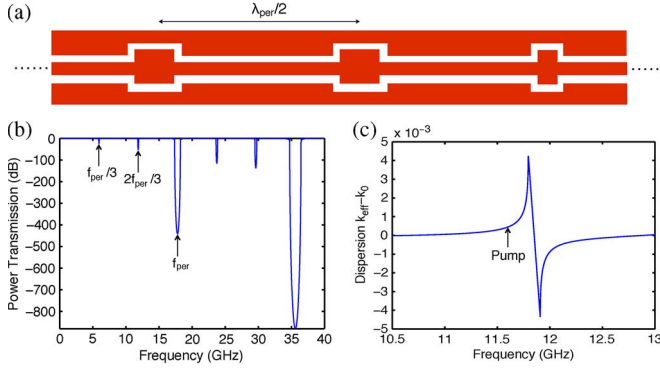 (a)
λper/2
......
......
(b)
0
−100
−200
−300
−400
−500
−600
−700
−800
Power Transmission (dB)
fper/3
2fper/3
fper
0 5 10 15 20 25 30 35 40
Frequency (GHz)
(c)
x 10⁻³
5
4
3
2
1
0
−1
−2
−3
−4
−5
Dispersion keff−k0
Pump
10.5 11 11.5 12 12.5 13
Frequency (GHz)